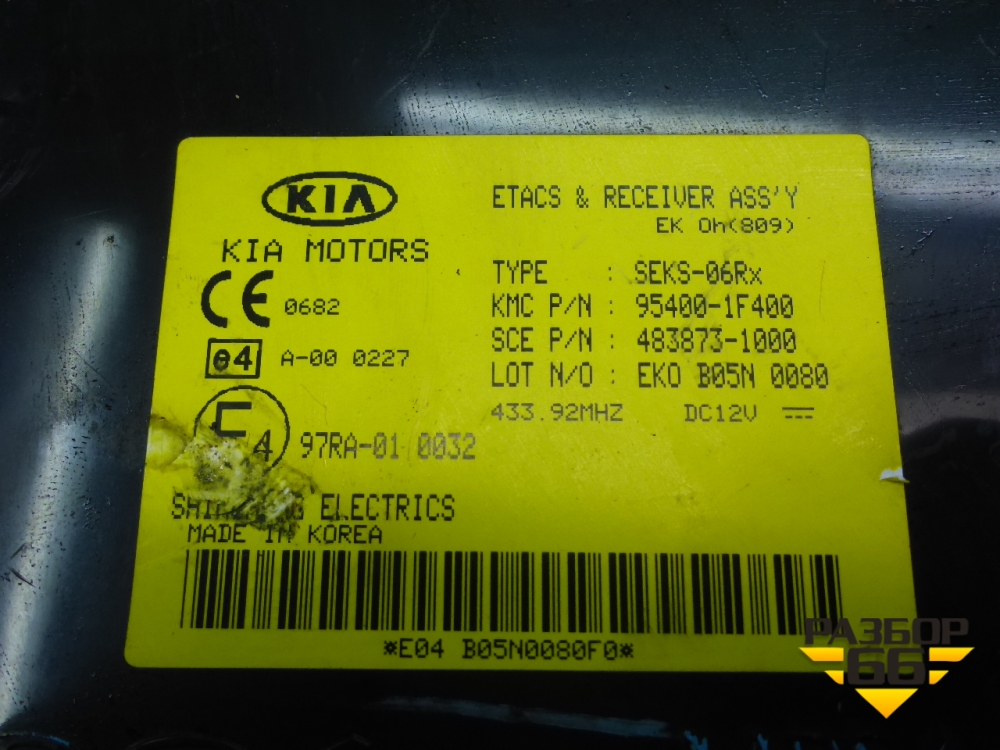 KIA
KIA MOTORS
CE 0682
e4 A-00 0227
4 97RA-01 0032
ELECTRICS
MADE IN KOREA
ETACS & RECEIVER ASS'Y
EK Oh(809)
TYPE : SEKS-06Rx
KMC P/N : 95400-1F400
SCE P/N : 483873-1000
LOT N/O : EKO B05N 0080
433.92MHZ DC12V
*E04 B05N0080F0*
РАЗБОР
66